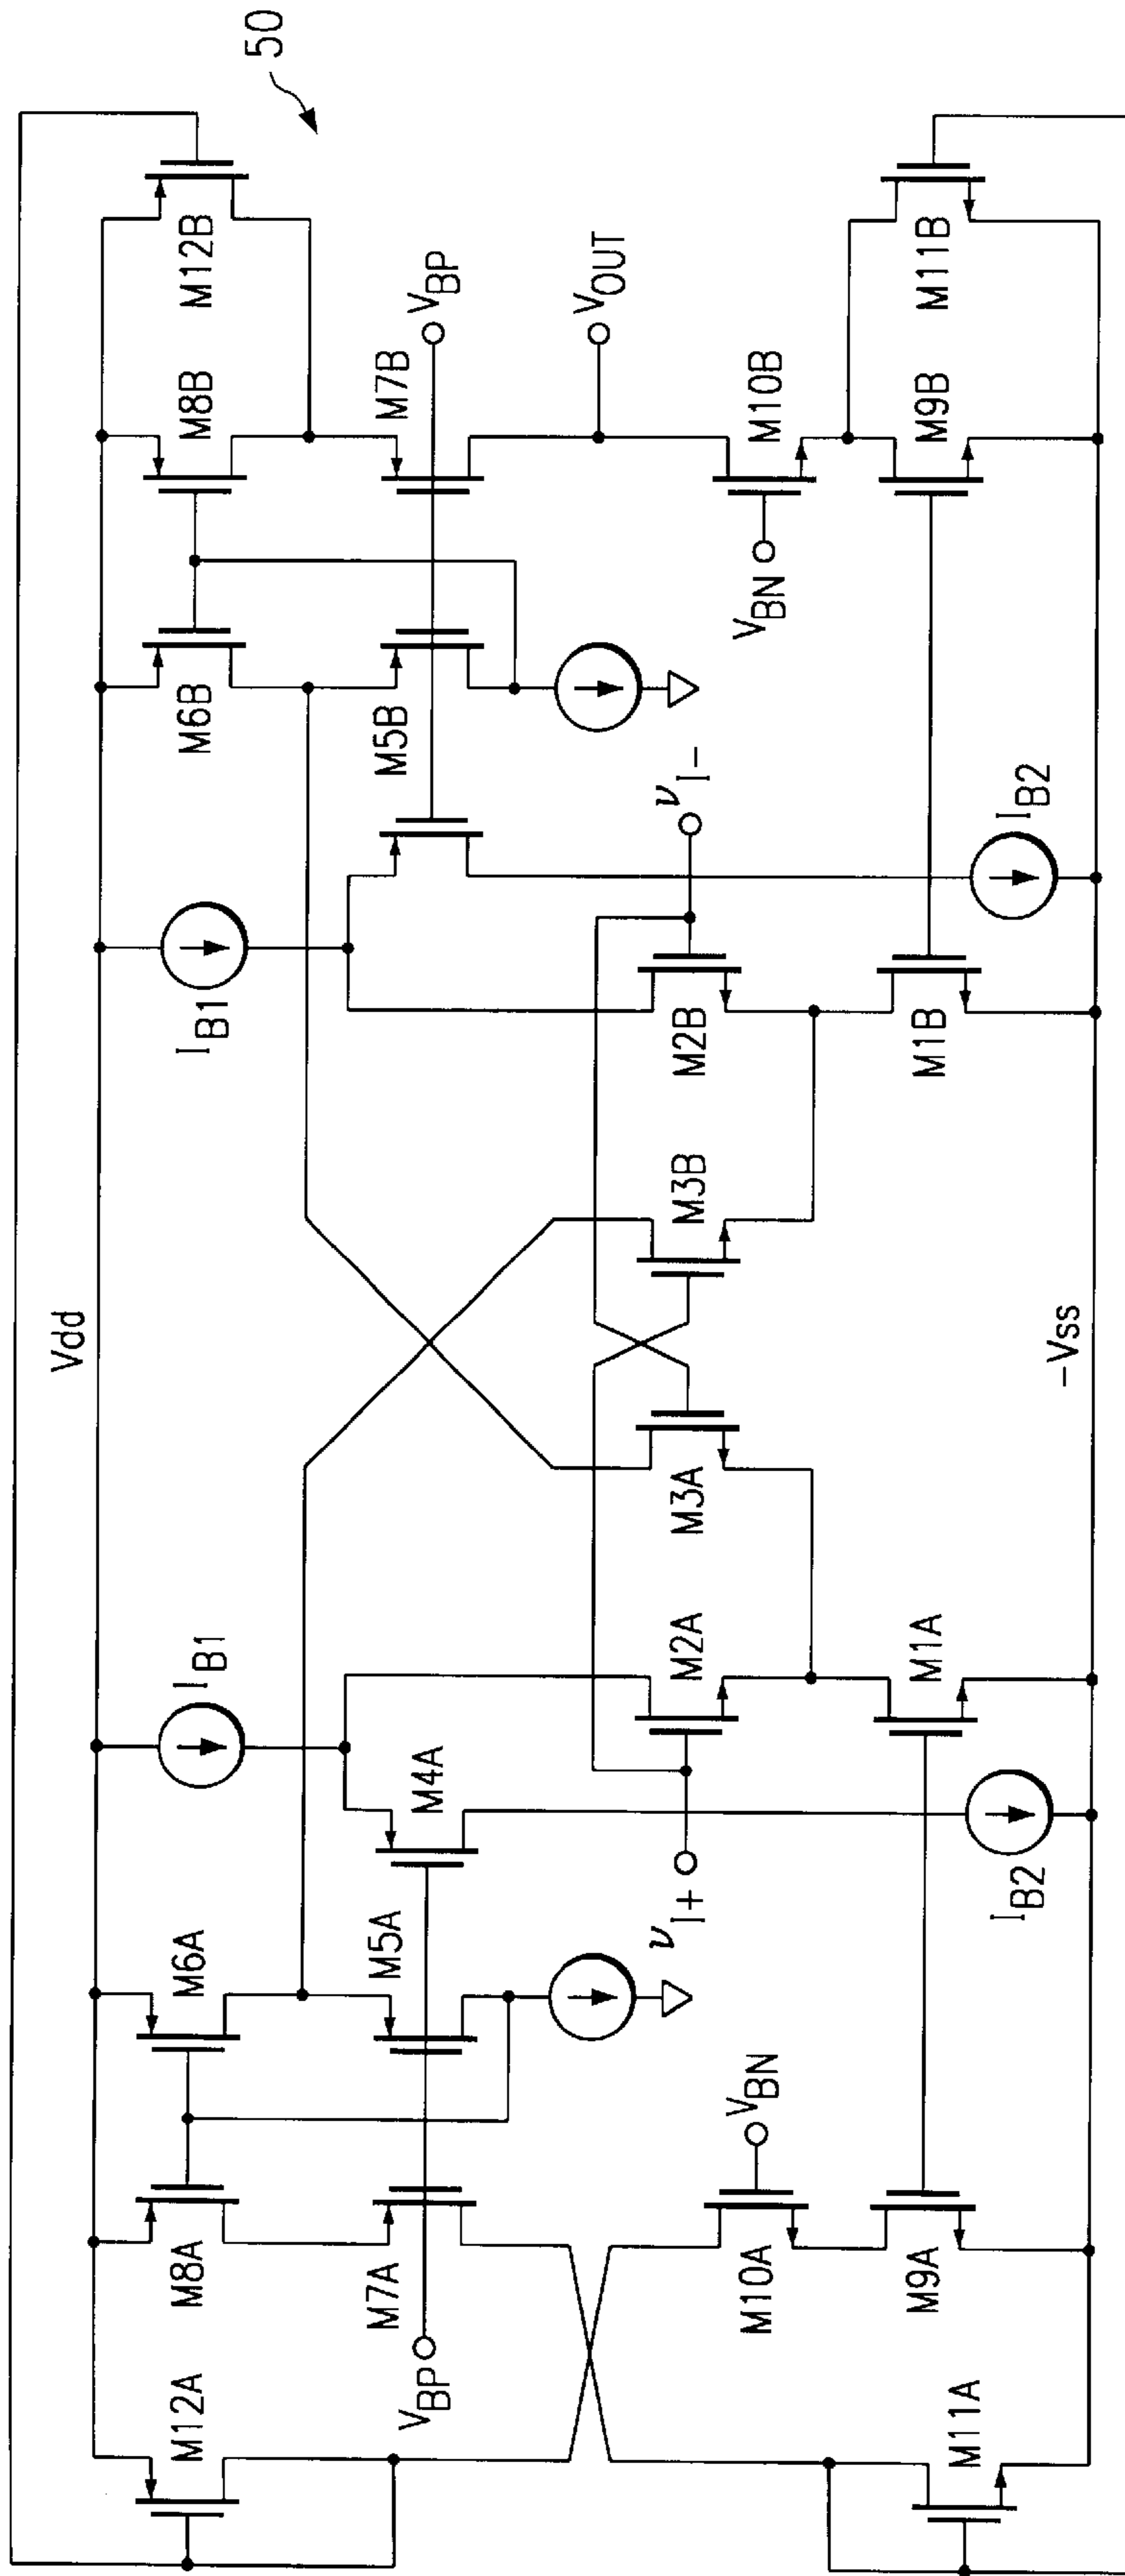 50
Vdd
M12A
M8A
M6A
I_B1
I_B1
M6B
M8B
M12B
V_BP
M7A
M5A
M4A
M5B
M7B
V_BP
V_OUT
ν_I+
M2A
M3A
M3B
M2B
ν_I-
V_BN
M10A
V_BN
M10B
M11A
M9A
I_B2
M1A
M1B
I_B2
M9B
M11B
-Vss